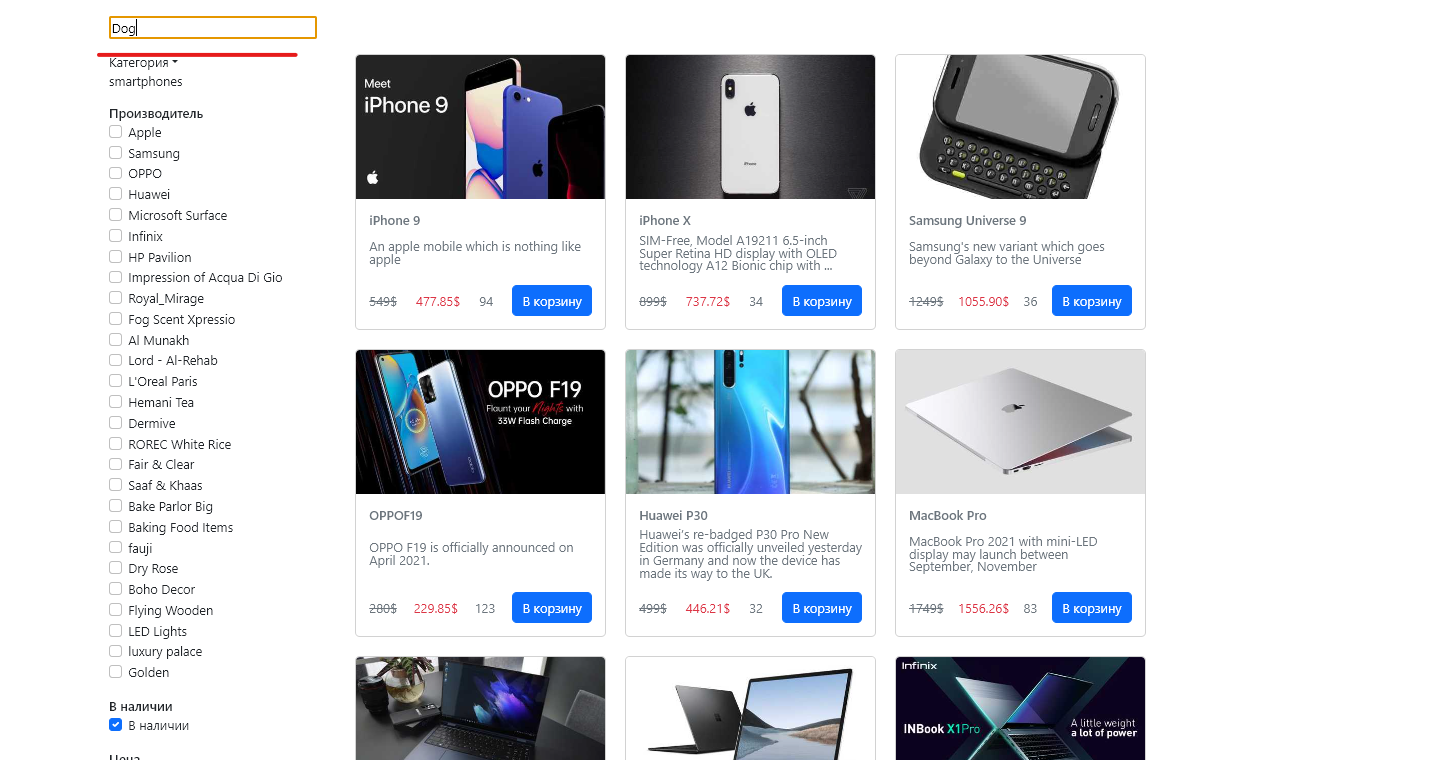 Dog
Категория
smartphones
Производитель
Apple
Samsung
OPPO
Huawei
Microsoft Surface
Infinix
HP Pavilion
Impression of Acqua Di Gio
Royal_Mirage
Fog Scent Xpressio
Al Munakh
Lord - Al-Rehab
L'Oreal Paris
Hemani Tea
Dermive
ROREC White Rice
Fair & Clear
Saaf & Khaas
Bake Parlor Big
Baking Food Items
fauji
Dry Rose
Boho Decor
Flying Wooden
LED Lights
luxury palace
Golden
В наличии
В наличии
Цена
Meet
iPhone 9
iPhone 9
An apple mobile which is nothing like
apple
549$ 477.85$ 94 В корзину
iPhone
iPhone X
SIM-Free, Model A19211 6.5-inch
Super Retina HD display with OLED
technology A12 Bionic chip with ...
899$ 737.72$ 34 В корзину
Samsung Universe 9
Samsung's new variant which goes
beyond Galaxy to the Universe
1249$ 1055.90$ 36 В корзину
OPPO F19
Flaunt your Nights with
33W Flash Charge
OPPOF19
OPPO F19 is officially announced on
April 2021.
280$ 229.85$ 123 В корзину
Huawei P30
Huawei's re-badged P30 Pro New
Edition was officially unveiled yesterday
in Germany and now the device has
made its way to the UK.
499$ 446.21$ 32 В корзину
MacBook Pro
MacBook Pro 2021 with mini-LED
display may launch between
September, November
1749$ 1556.26$ 83 В корзину
Infinix
INBook X1Pro
A little weight
a lot of power